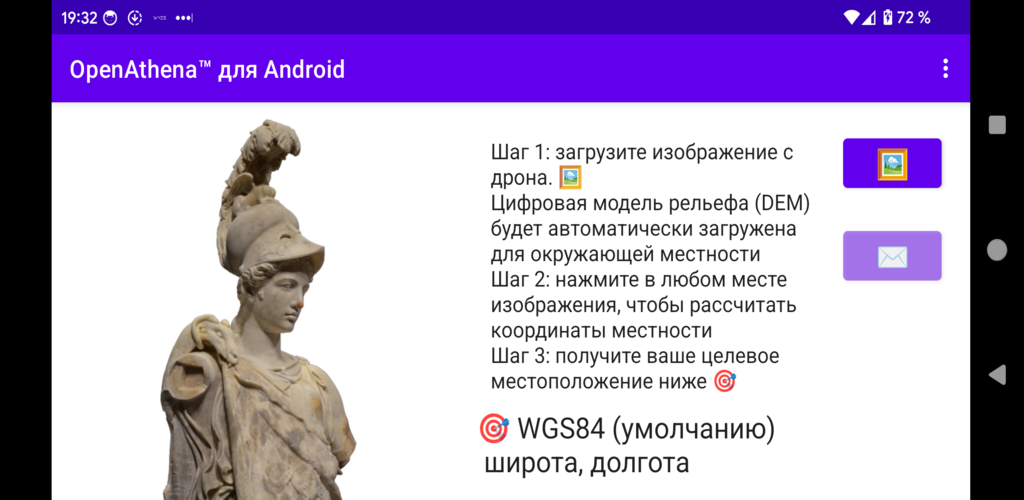 19:32
72 %
OpenAthena™ для Android
Шаг 1: загрузите изображение с
дрона. 🖼️
Цифровая модель рельефа (DEM)
будет автоматически загружена
для окружающей местности
Шаг 2: нажмите в любом месте
изображения, чтобы рассчитать
координаты местности
Шаг 3: получите ваше целевое
местоположение ниже 🎯
🎯 WGS84 (умолчанию)
широта, долгота